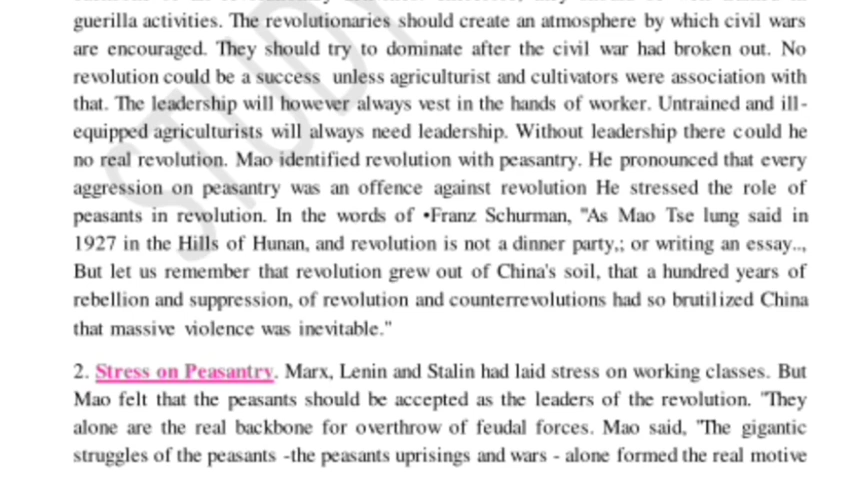 guerilla activities. The revolutionaries should create an atmosphere by which civil wars
are encouraged. They should try to dominate after the civil war had broken out. No
revolution could be a success unless agriculturist and cultivators were association with
that. The leadership will however always vest in the hands of worker. Untrained and ill-
equipped agriculturists will always need leadership. Without leadership there could he
no real revolution. Mao identified revolution with peasantry. He pronounced that every
aggression on peasantry was an offence against revolution He stressed the role of
peasants in revolution. In the words of •Franz Schurman, "As Mao Tse lung said in
1927 in the Hills of Hunan, and revolution is not a dinner party,; or writing an essay..,
But let us remember that revolution grew out of China's soil, that a hundred years of
rebellion and suppression, of revolution and counterrevolutions had so brutilized China
that massive violence was inevitable."
2. Stress on Peasantry. Marx, Lenin and Stalin had laid stress on working classes. But
Mao felt that the peasants should be accepted as the leaders of the revolution. "They
alone are the real backbone for overthrow of feudal forces. Mao said, "The gigantic
struggles of the peasants -the peasants uprisings and wars - alone formed the real motive